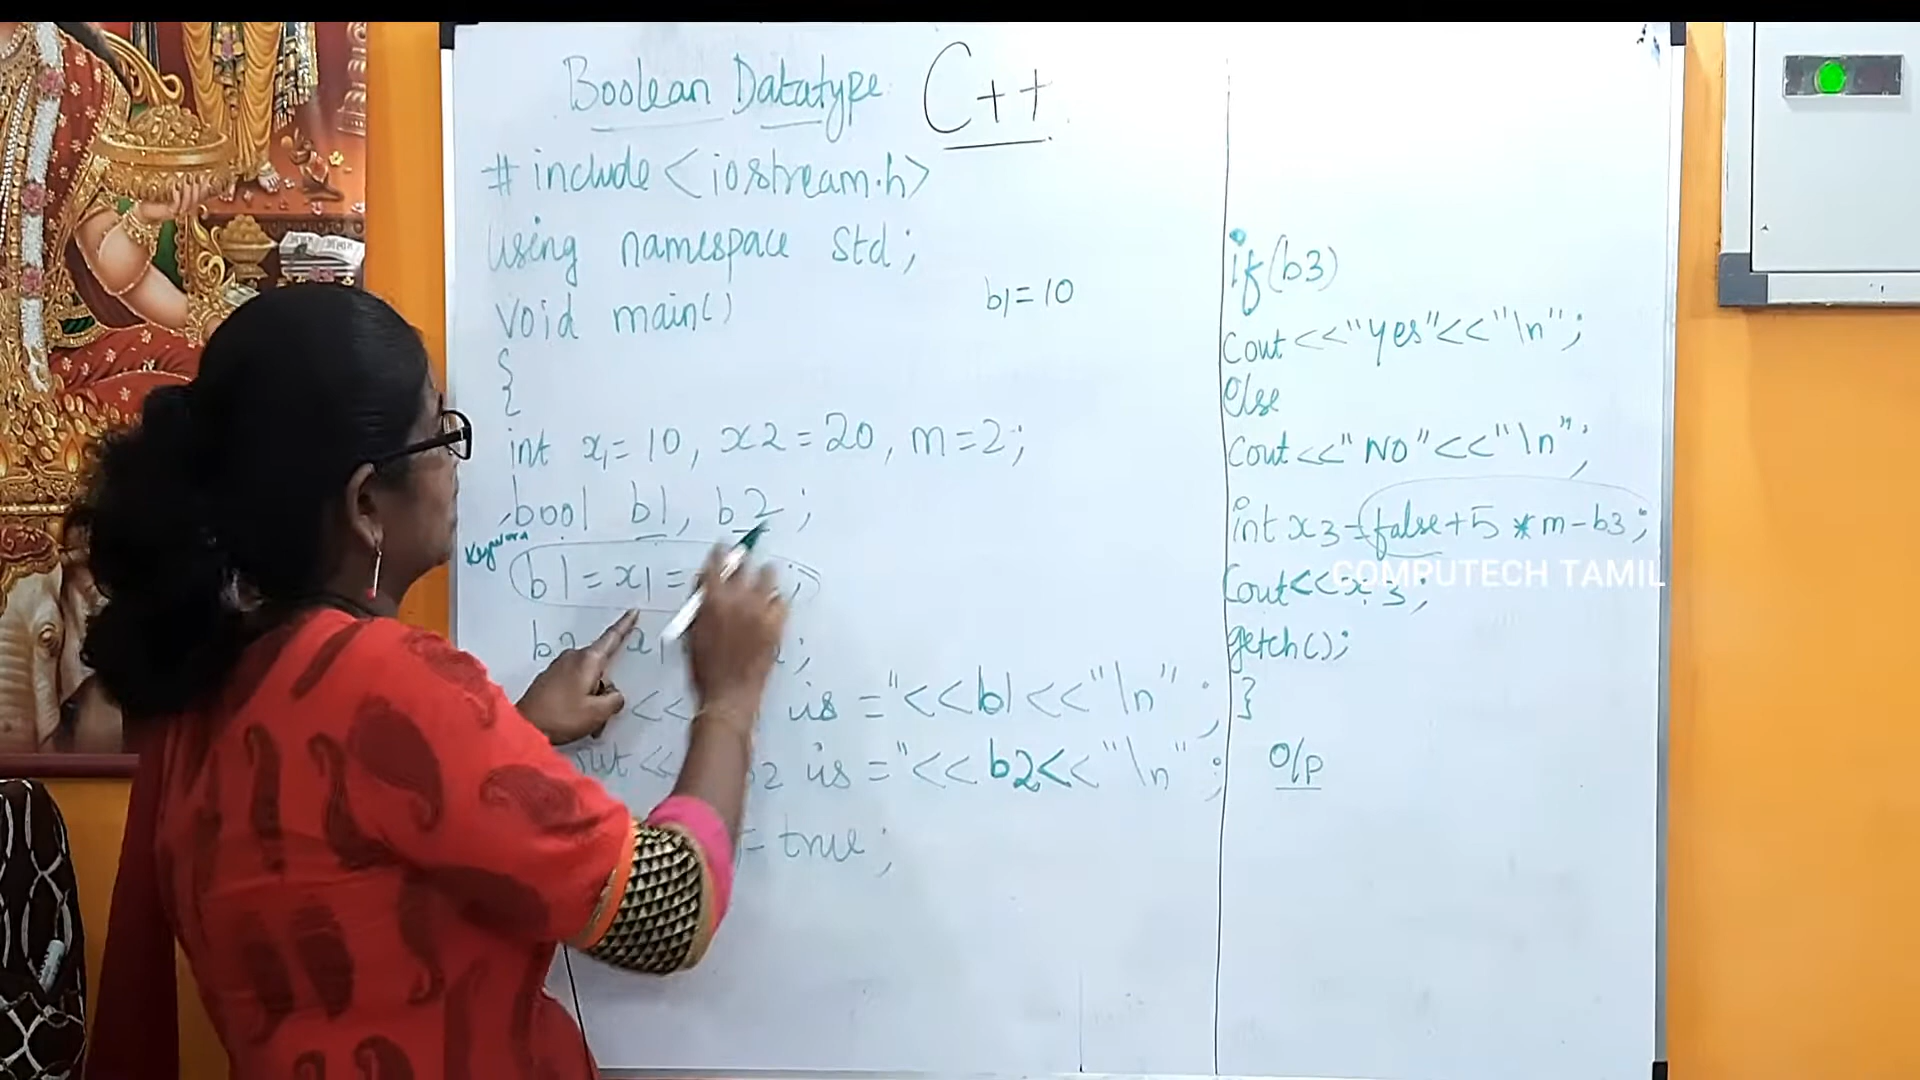 Boolean Datatype C++
# include <iostream.h>
using namespace std;
void main()
{
b1 = 10
int x1 = 10, x2 = 20, m = 2;
bool b1, b2;
Keyword
b1 = x1 = ;
b2 x1 ;
<< is ="<<b1<<"\n";
<< b2 is ="<< b2<< "\n";
= true;
if(b3)
Cout <<"yes"<<"\n";
else
Cout <<"NO"<<"\n";
int x3 = false + 5 * m - b3;
COMPUTECH TAMIL
Cout<<x3;
getch();
}
O/P